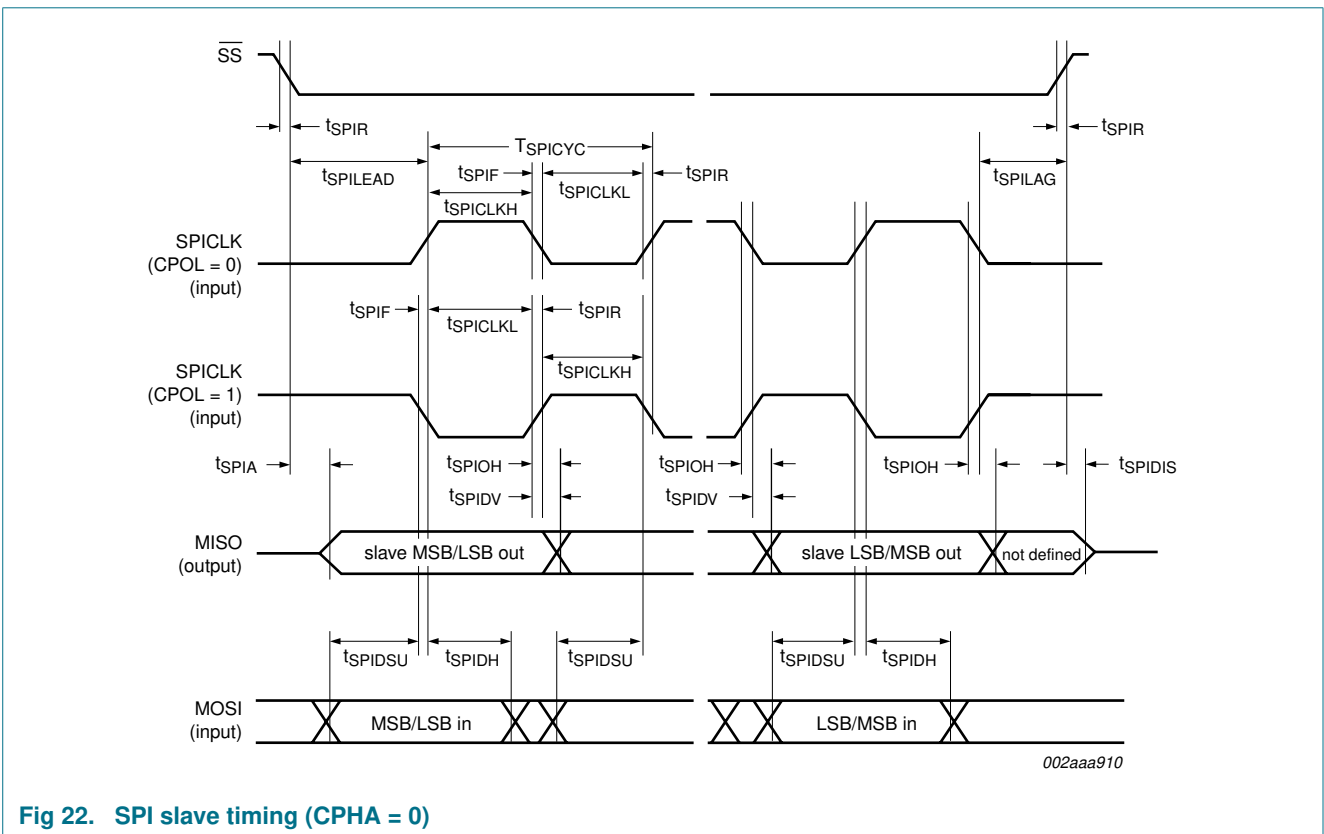 SS
tSPIR
tSPIR
TSPICYC
tSPILEAD
tSPIF
tSPICLKL
tSPIR
tSPILAG
tSPICLKH
SPICLK
(CPOL = 0)
(input)
tSPIF
tSPICLKL
tSPIR
tSPICLKH
SPICLK
(CPOL = 1)
(input)
tSPIA
tSPIOH
tSPIOH
tSPIOH
tSPIDIS
tSPIDV
tSPIDV
MISO
(output)
slave MSB/LSB out
slave LSB/MSB out
not defined
tSPIDSU
tSPIDH
tSPIDSU
tSPIDSU
tSPIDH
MOSI
(input)
MSB/LSB in
LSB/MSB in
002aaa910
Fig 22. SPI slave timing (CPHA = 0)